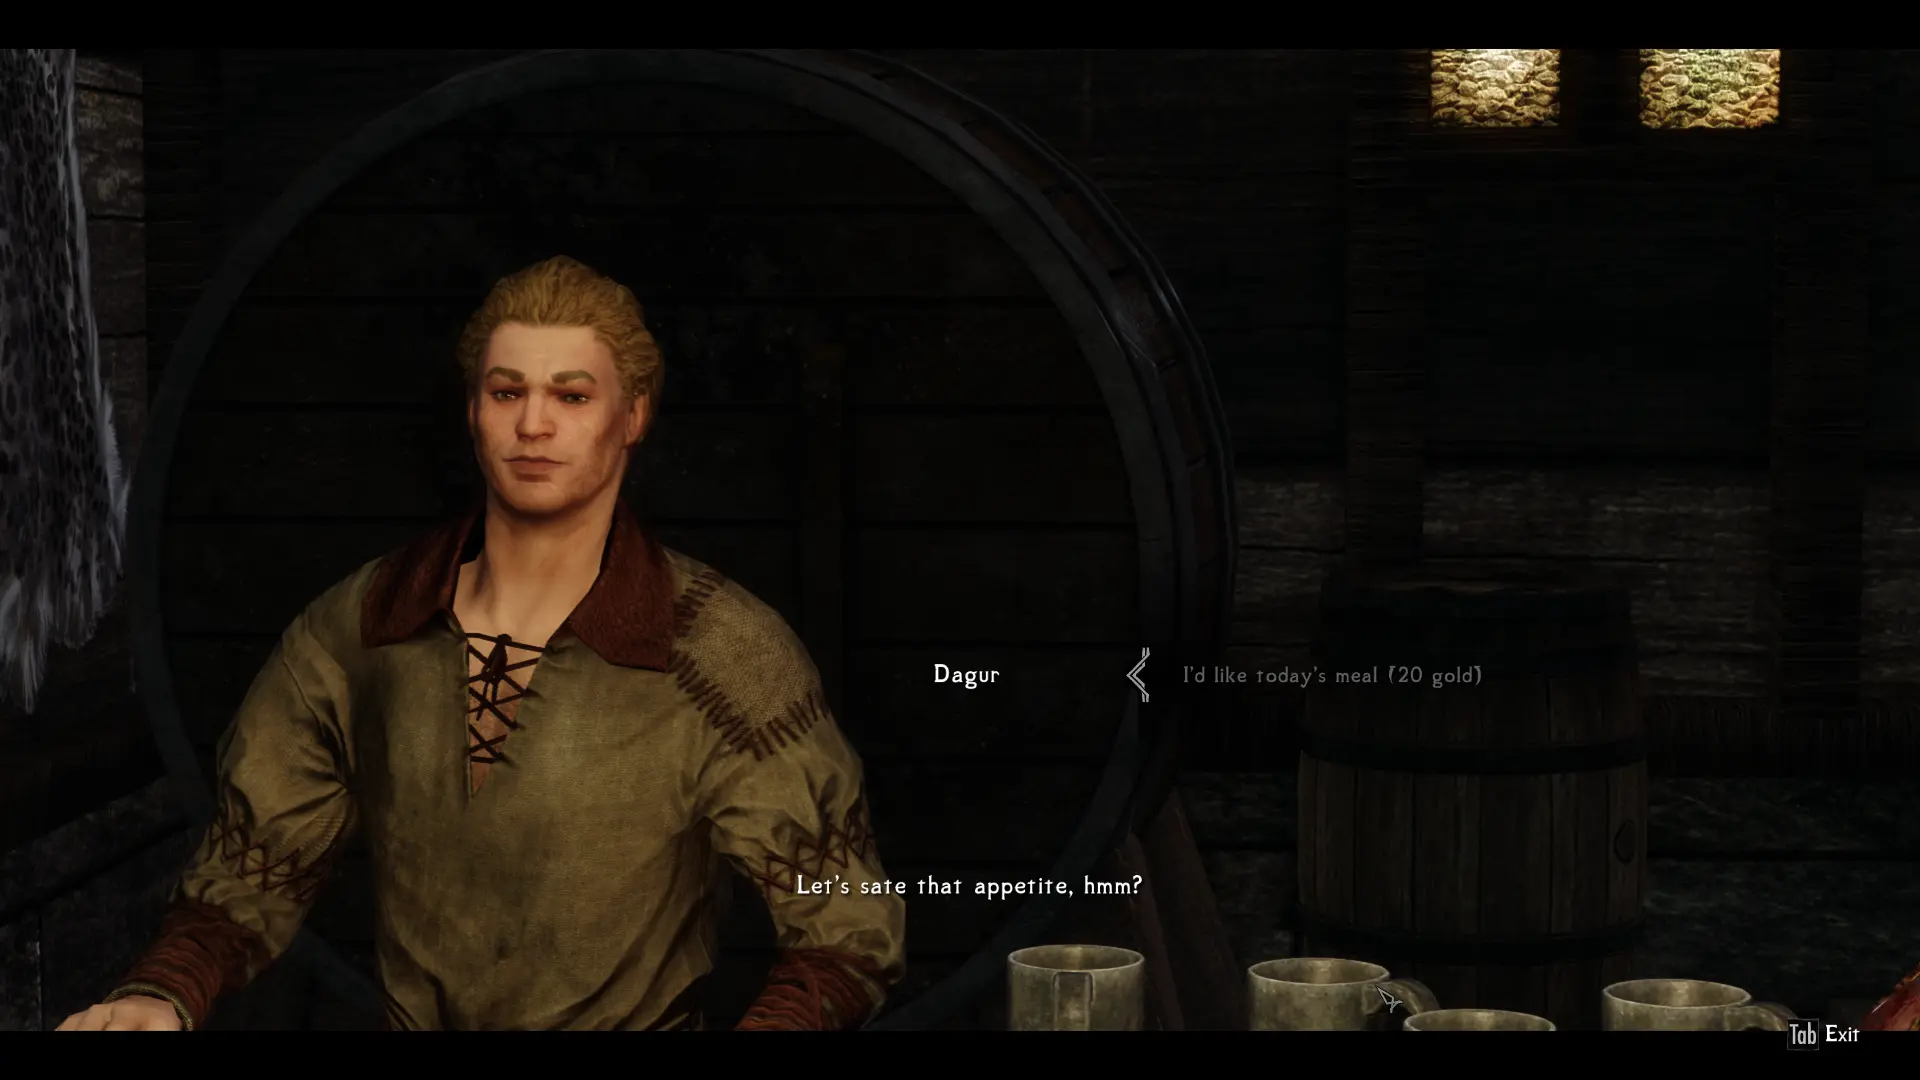 Dagur
I'd like today's meal (20 gold)
Let's sate that appetite, hmm?
Tab Exit